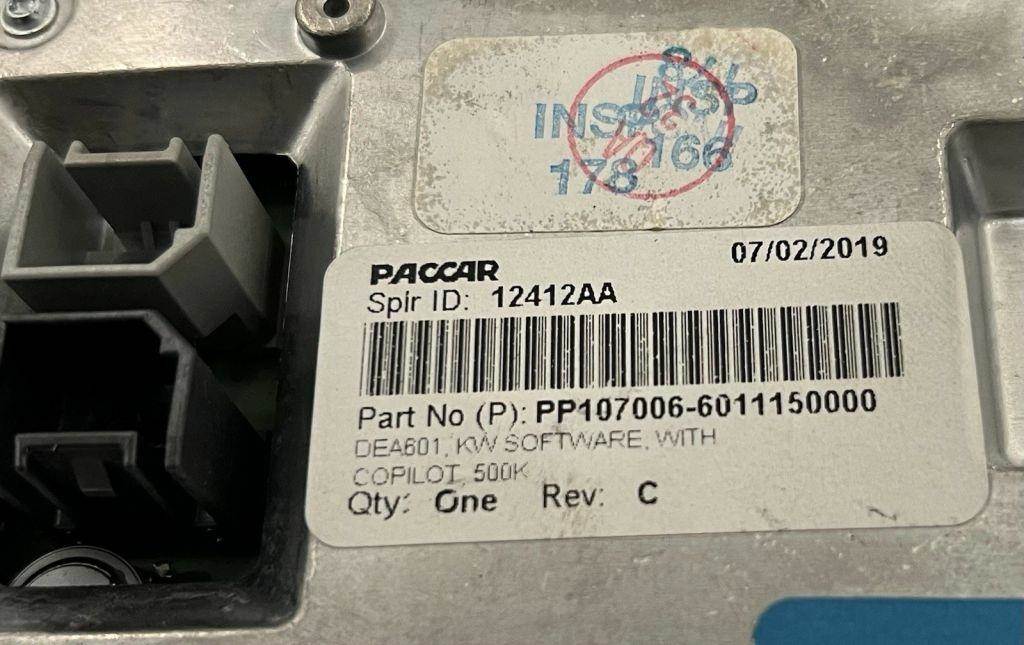 INSP
178
166
PACCAR
07/02/2019
Spir ID: 12412AA
Part No (P): PP107006-6011150000
DEA601, KW SOFTWARE, WITH
COPILOT, 500K
Qty: One Rev: C